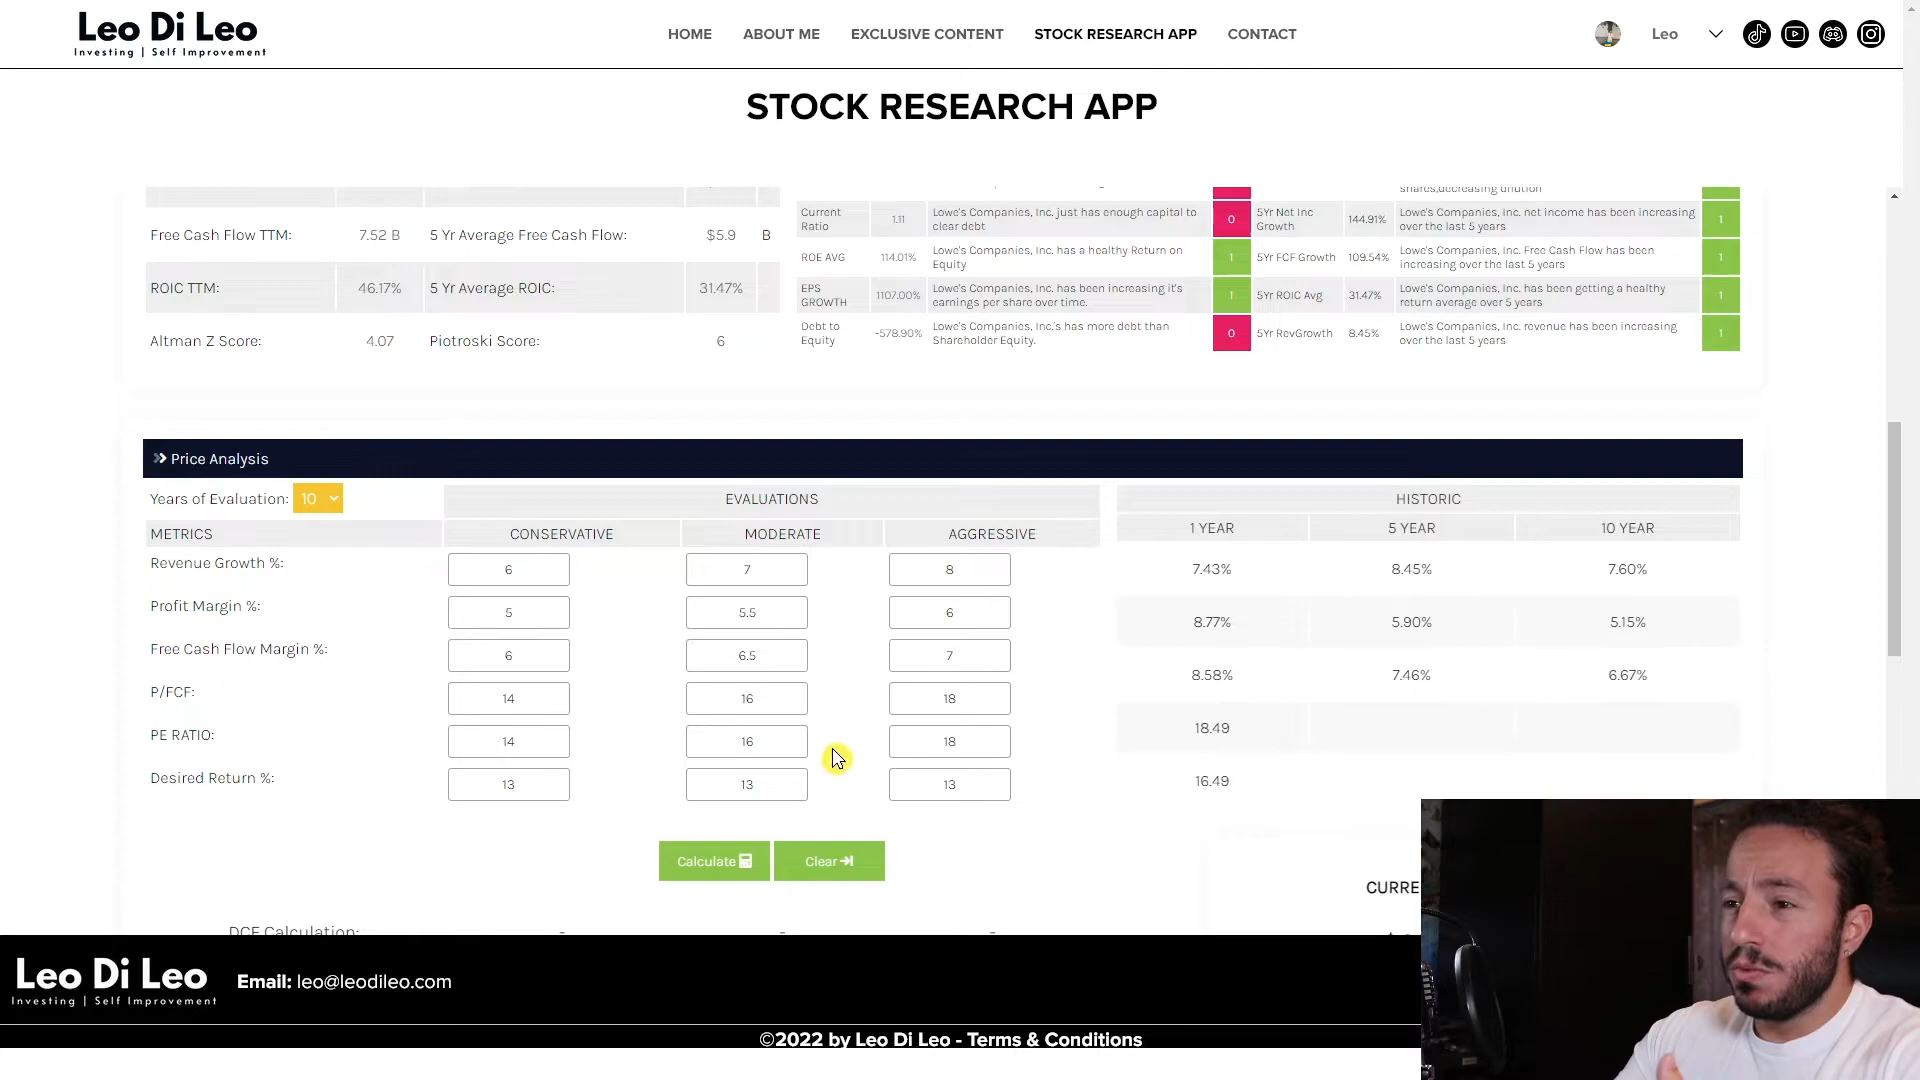 Leo Di Leo
Investing | Self Improvement
HOME
ABOUT ME
EXCLUSIVE CONTENT
STOCK RESEARCH APP
CONTACT
Leo
STOCK RESEARCH APP
shares,decreasing dilution
Free Cash Flow TTM: 7.52 B 5 Yr Average Free Cash Flow: $5.9 B
ROIC TTM: 46.17% 5 Yr Average ROIC: 31.47%
Altman Z Score: 4.07 Piotroski Score: 6
Current Ratio 1.11 Lowe's Companies, Inc. just has enough capital to
clear debt
0
5Yr Net Inc Growth 144.91% Lowe's Companies, Inc. net income has been increasing
over the last 5 years
1
ROE AVG 114.01% Lowe's Companies, Inc. has a healthy Return on
Equity
1
5Yr FCF Growth 109.54% Lowe's Companies, Inc. Free Cash Flow has been
increasing over the last 5 years
1
EPS GROWTH 1107.00% Lowe's Companies, Inc. has been increasing it's
earnings per share over time.
1
5Yr ROIC Avg 31.47% Lowe's Companies, Inc. has been getting a healthy
return average over 5 years
1
Debt to Equity -578.90% Lowe's Companies, Inc.'s has more debt than
Shareholder Equity.
0
5Yr RevGrowth 8.45% Lowe's Companies, Inc. revenue has been increasing
over the last 5 years
1
Price Analysis
Years of Evaluation: 10
EVALUATIONS
HISTORIC
METRICS CONSERVATIVE MODERATE AGGRESSIVE
1 YEAR 5 YEAR 10 YEAR
Revenue Growth %: 6 7 8 7.43% 8.45% 7.60%
Profit Margin %: 5 5.5 6 8.77% 5.90% 5.15%
Free Cash Flow Margin %: 6 6.5 7 8.58% 7.46% 6.67%
P/FCF: 14 16 18 18.49
PE RATIO: 14 16 18 16.49
Desired Return %: 13 13 13
Calculate
Clear
CURRE
DCF Calculation: - - -
Leo Di Leo
Investing | Self Improvement
Email: leo@leodileo.com
©2022 by Leo Di Leo - Terms & Conditions